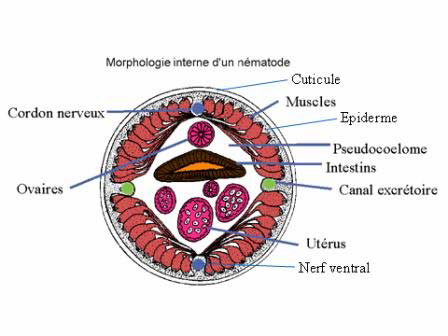 Morphologie interne d'un nématode
Cuticule
Cordon nerveux
Muscles
Epiderme
Pseudocoelome
Intestins
Ovaires
Canal excrétoire
Utérus
Nerf ventral